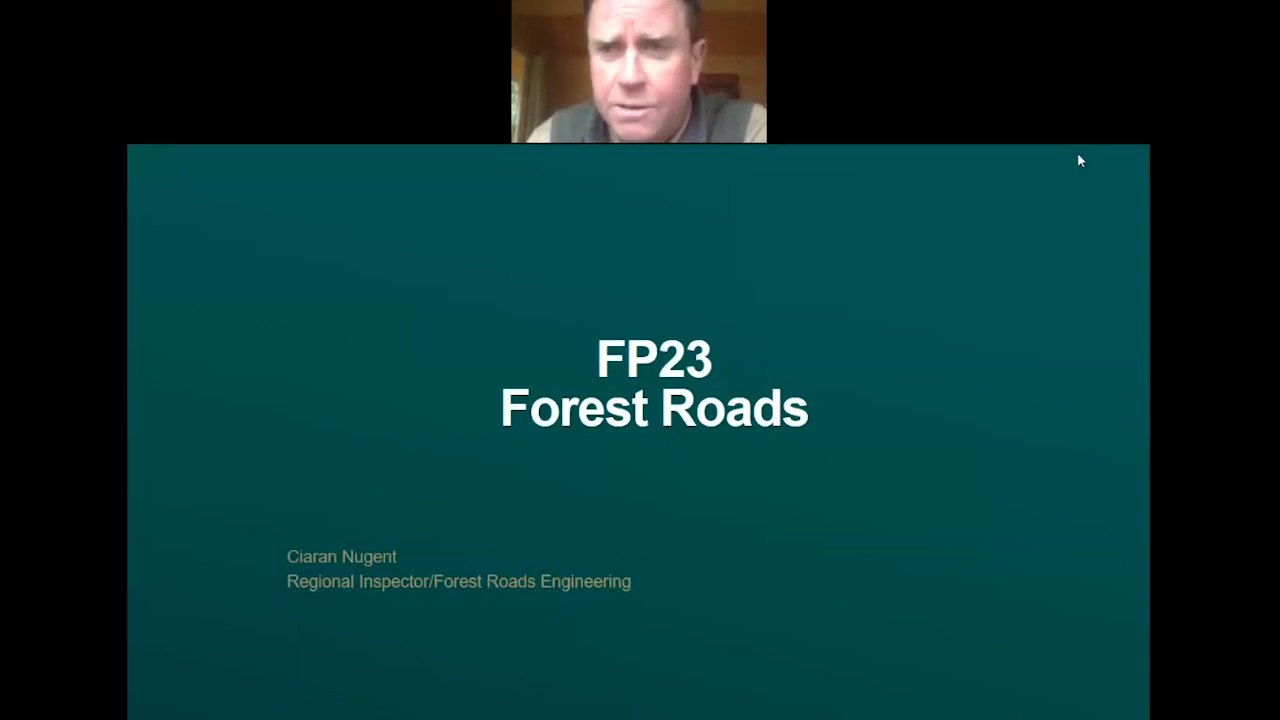 FP23
Forest Roads
Ciaran Nugent
Regional Inspector/Forest Roads Engineering